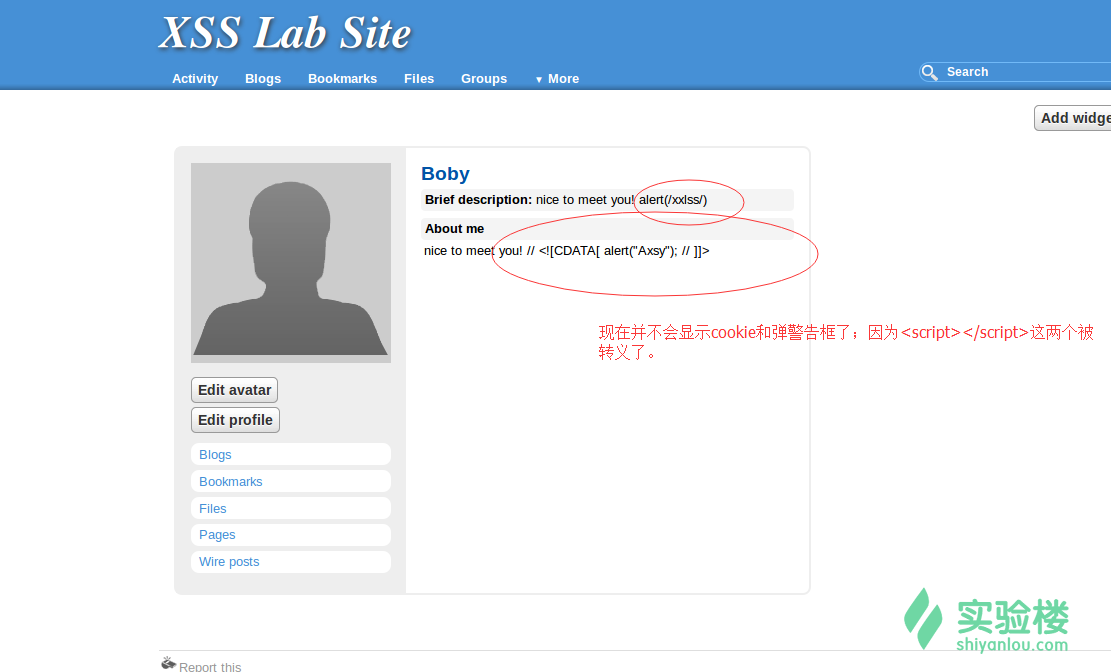 XSS Lab Site
Activity Blogs Bookmarks Files Groups ▼ More
Search
Add widge
Boby
Brief description: nice to meet you! alert(/xxlss/)
About me
nice to meet you! // <![CDATA[ alert("Axsy"); // ]]>
现在并不会显示cookie和弹警告框了；因为<script></script>这两个被
转义了。
Edit avatar
Edit profile
Blogs
Bookmarks
Files
Pages
Wire posts
实验楼
shiyanlou.com
Report this